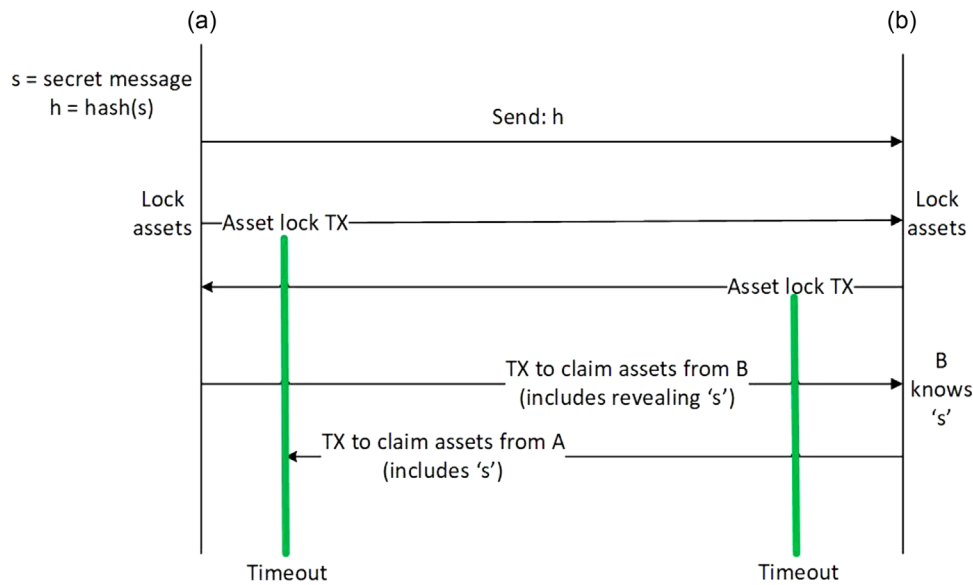 (a)
(b)
s = secret message
h = hash(s)
Send: h
Lock
assets
Asset lock TX
Lock
assets
Asset lock TX
TX to claim assets from B
(includes revealing ‘s’)
B
knows
‘s’
TX to claim assets from A
(includes ‘s’)
Timeout
Timeout